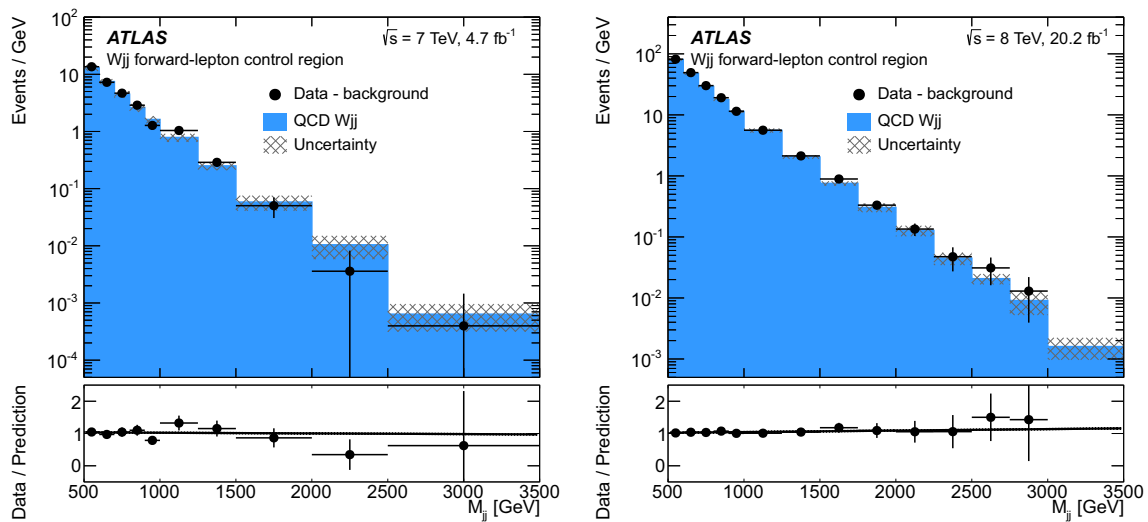 Events / GeV
10²
10
1
10⁻¹
10⁻²
10⁻³
10⁻⁴
ATLAS
√s = 7 TeV, 4.7 fb⁻¹
Wjj forward-lepton control region
Data - background
QCD Wjj
Uncertainty
Data / Prediction
2
1
0
500 1000 1500 2000 2500 3000 3500
M_jj [GeV]
Events / GeV
10²
10
1
10⁻¹
10⁻²
10⁻³
ATLAS
√s = 8 TeV, 20.2 fb⁻¹
Wjj forward-lepton control region
Data - background
QCD Wjj
Uncertainty
Data / Prediction
2
1
0
500 1000 1500 2000 2500 3000 3500
M_jj [GeV]